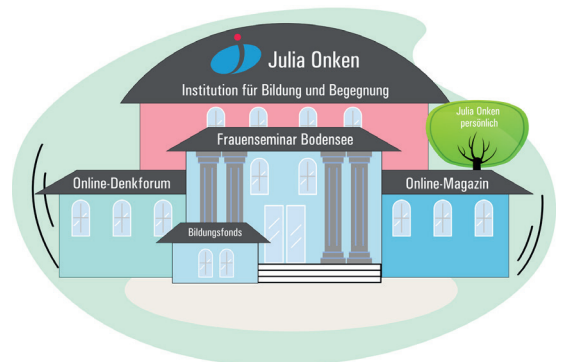 Julia Onken
Institution für Bildung und Begegnung
Julia Onken
persönlich
Frauenseminar Bodensee
Online-Denkforum
Online-Magazin
Bildungsfonds